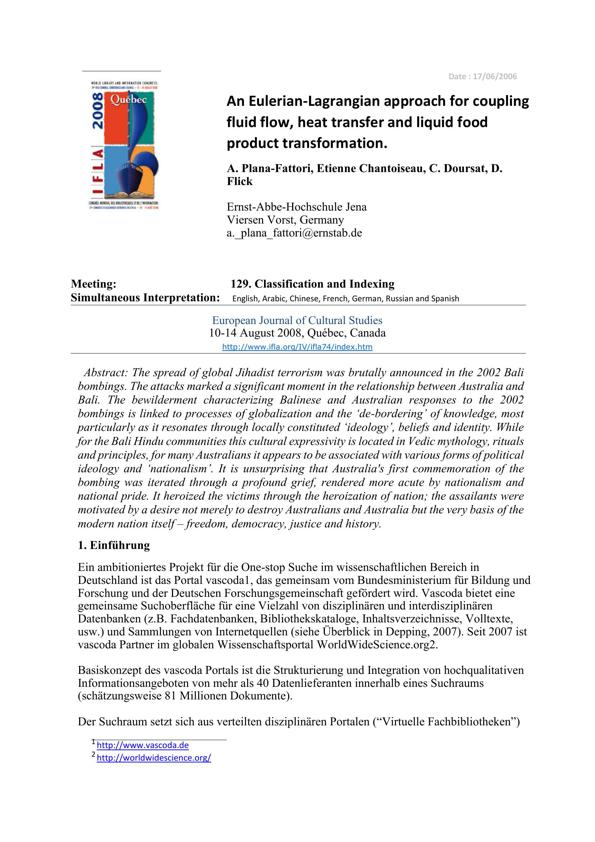 Date : 17/06/2006
WORLD LIBRARY AND INFORMATION CONGRESS:
Québec
IFLA 2008
An Eulerian-Lagrangian approach for coupling
fluid flow, heat transfer and liquid food
product transformation.
A. Plana-Fattori, Etienne Chantoiseau, C. Doursat, D.
Flick
Ernst-Abbe-Hochschule Jena
Viersen Vorst, Germany
a._plana_fattori@ernstab.de
Meeting: 129. Classification and Indexing
Simultaneous Interpretation: English, Arabic, Chinese, French, German, Russian and Spanish
European Journal of Cultural Studies
10-14 August 2008, Québec, Canada
http://www.ifla.org/IV/ifla74/index.htm
Abstract: The spread of global Jihadist terrorism was brutally announced in the 2002 Bali
bombings. The attacks marked a significant moment in the relationship between Australia and
Bali. The bewilderment characterizing Balinese and Australian responses to the 2002
bombings is linked to processes of globalization and the ‘de-bordering’ of knowledge, most
particularly as it resonates through locally constituted ‘ideology’, beliefs and identity. While
for the Bali Hindu communities this cultural expressivity is located in Vedic mythology, rituals
and principles, for many Australians it appears to be associated with various forms of political
ideology and ‘nationalism’. It is unsurprising that Australia's first commemoration of the
bombing was iterated through a profound grief, rendered more acute by nationalism and
national pride. It heroized the victims through the heroization of nation; the assailants were
motivated by a desire not merely to destroy Australians and Australia but the very basis of the
modern nation itself – freedom, democracy, justice and history.
1. Einführung
Ein ambitioniertes Projekt für die One-stop Suche im wissenschaftlichen Bereich in
Deutschland ist das Portal vascoda1, das gemeinsam vom Bundesministerium für Bildung und
Forschung und der Deutschen Forschungsgemeinschaft gefördert wird. Vascoda bietet eine
gemeinsame Suchoberfläche für eine Vielzahl von disziplinären und interdisziplinären
Datenbanken (z.B. Fachdatenbanken, Bibliothekskataloge, Inhaltsverzeichnisse, Volltexte,
usw.) und Sammlungen von Internetquellen (siehe Überblick in Depping, 2007). Seit 2007 ist
vascoda Partner im globalen Wissenschaftsportal WorldWideScience.org2.
Basiskonzept des vascoda Portals ist die Strukturierung und Integration von hochqualitativen
Informationsangeboten von mehr als 40 Datenlieferanten innerhalb eines Suchraums
(schätzungsweise 81 Millionen Dokumente).
Der Suchraum setzt sich aus verteilten disziplinären Portalen (“Virtuelle Fachbibliotheken”)
1 http://www.vascoda.de
2 http://worldwidescience.org/